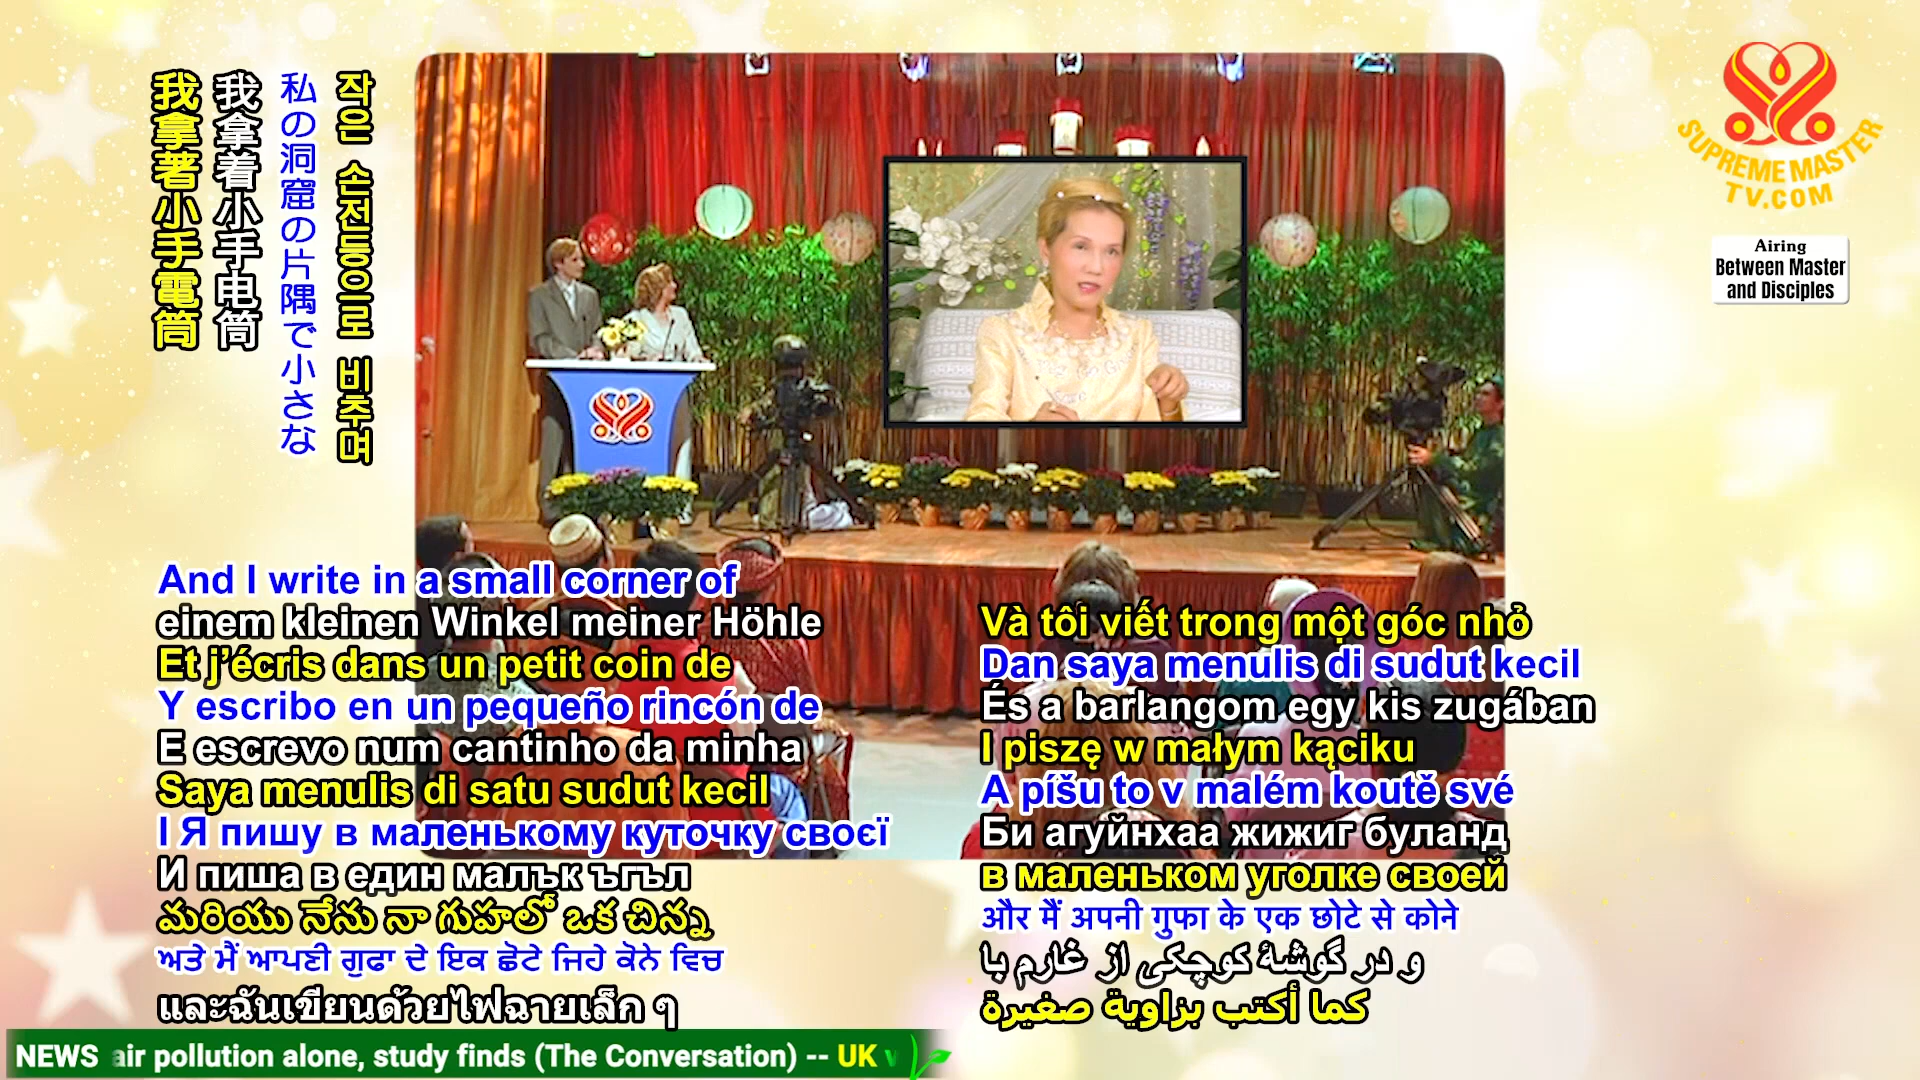 我拿著小手電筒
我拿着小手电筒
私の洞窟の片隅で小さな
작은 손전등으로 비추며
SUPREME MASTER
TV.COM
Airing
Between Master
and Disciples
And I write in a small corner of
einem kleinen Winkel meiner Höhle
Et j'écris dans un petit coin de
Y escribo en un pequeño rincón de
E escrevo num cantinho da minha
Saya menulis di satu sudut kecil
І Я пишу в маленькому куточку своєї
И пиша в един малък ъгъл
మరియు నేను నా గుహలో ఒక చిన్న
ਅਤੇ ਮੈਂ ਆਪਣੀ ਗੁਫਾ ਦੇ ਇਕ ਛੋਟੇ ਜਿਹੇ ਕੋਨੇ ਵਿਚ
และฉันเขียนด้วยไฟฉายเล็ก ๆ
Và tôi viết trong một góc nhỏ
Dan saya menulis di sudut kecil
És a barlangom egy kis zugában
I piszę w małym kąciku
A píšu to v malém koutě své
Би агуйнхаа жижиг буланд
в маленьком уголке своей
और मैं अपनी गुफा के एक छोटे से कोने
و در گوشهٔ کوچکی از غارم با
كما أكتب بزاوية صغيرة
NEWS air pollution alone, study finds (The Conversation) -- UK